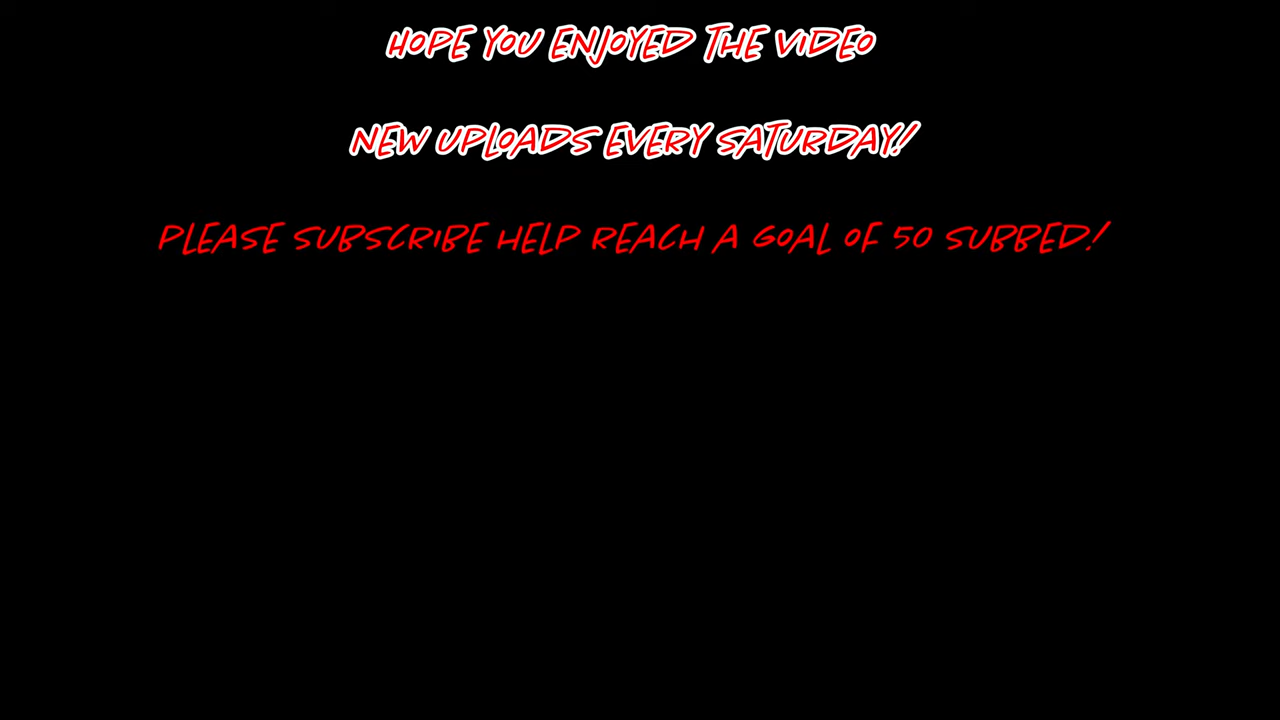 HOPE YOU ENJOYED THE VIDEO
NEW UPLOADS EVERY SATURDAY!
PLEASE SUBSCRIBE HELP REACH A GOAL OF 50 SUBBED!